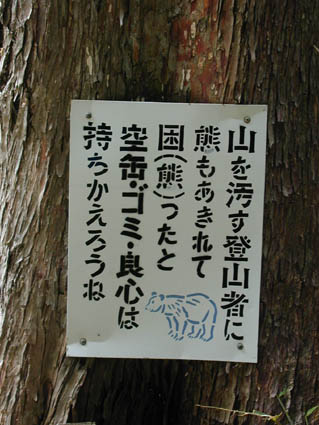 山を汚す登山者に
熊もあきれて
困(熊)ったと
空缶・ゴミ・良心は
持ちかえろうね